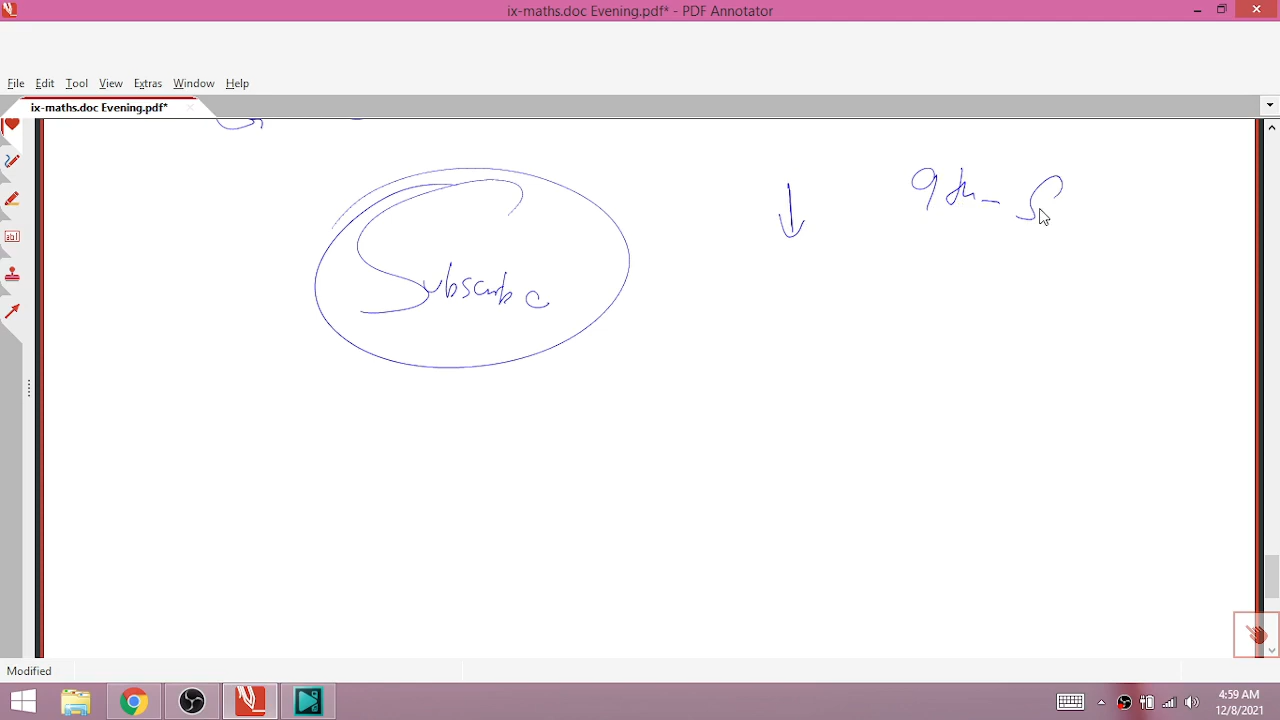 ix-maths.doc Evening.pdf* - PDF Annotator
File Edit Tool View Extras Window Help
ix-maths.doc Evening.pdf*
9th - S
Subscribe
Modified
4:59 AM
12/8/2021